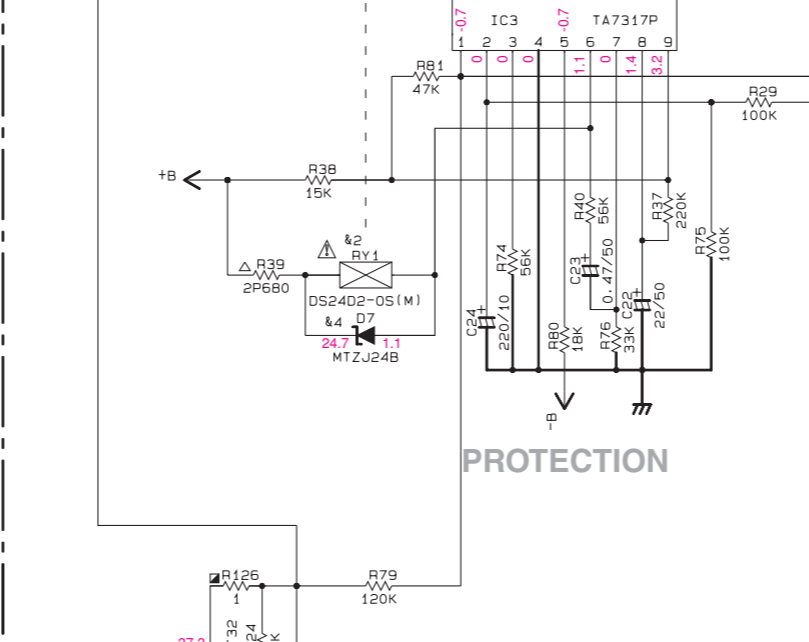 -0.7
IC3
-0.7
TA7317P
1 2 3 4 5 6 7 8 9
0
0
0
1.1
0
1.4
3.2
R81
47K
R29
100K
+B
R38
15K
R40
56K
R37
220K
R75
100K
R74
56K
&2
RY1
R39
2P680
DS24D2-OS(M)
C23
0.47/50
C22
22/50
C24
220/10
R80
18K
R76
33K
&4
D7
24.7
1.1
MTZJ24B
-B
PROTECTION
R126
1
R79
120K